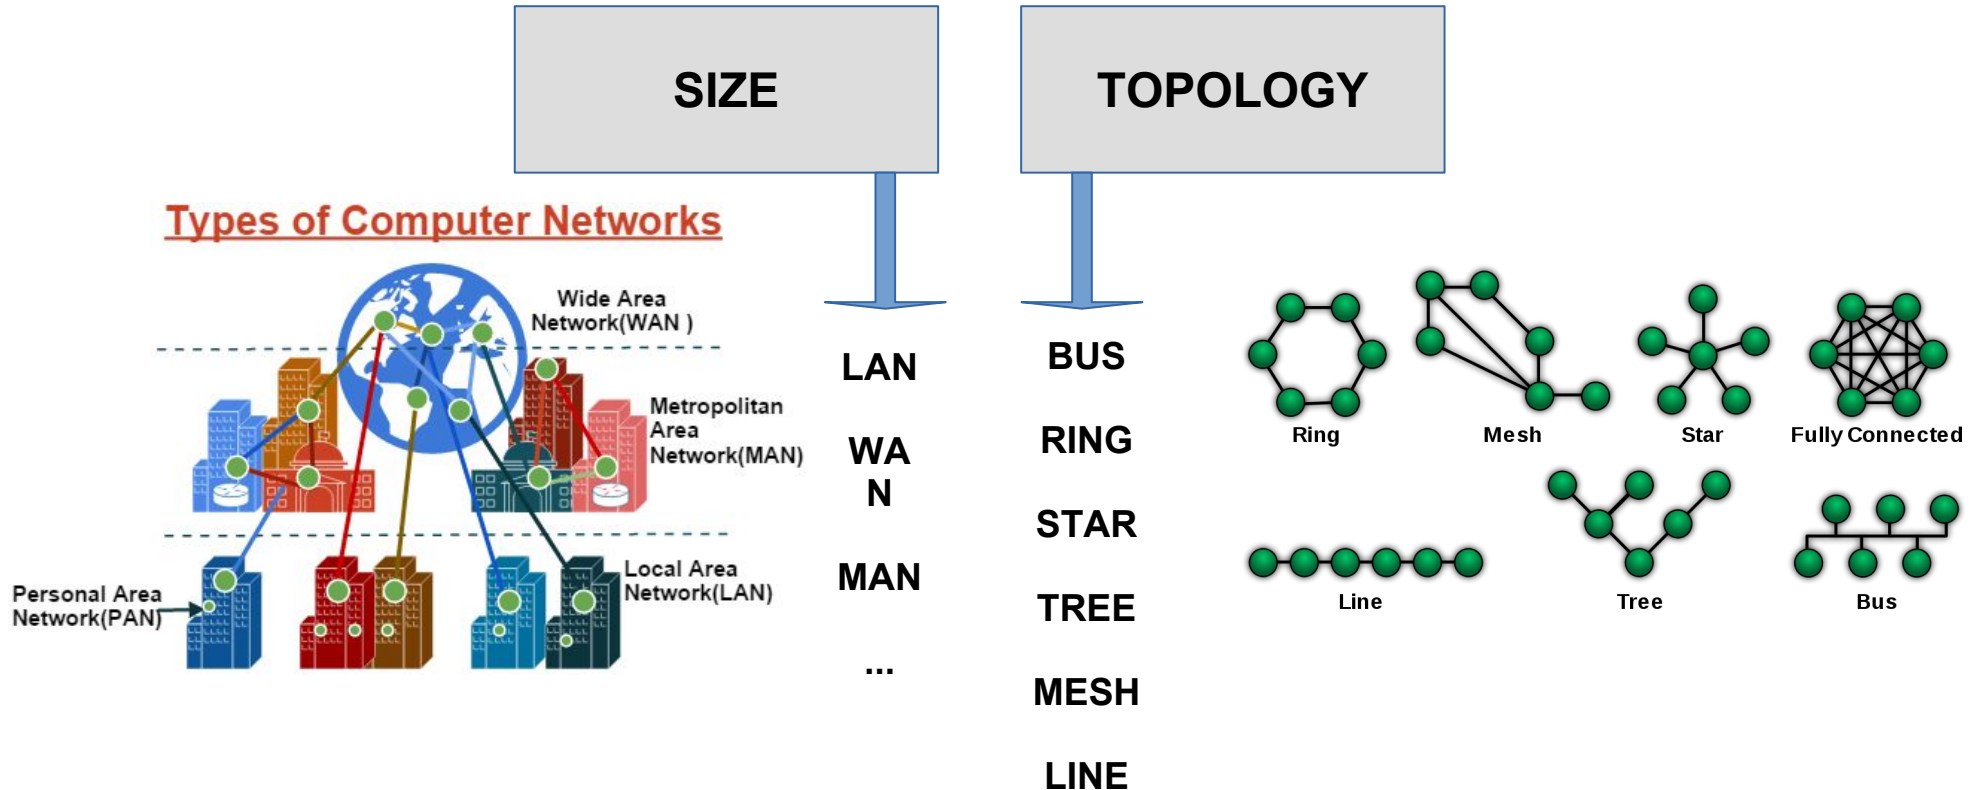 SIZE
TOPOLOGY
Types of Computer Networks
Wide Area
Network(WAN )
Metropolitan
Area
Network(MAN)
Local Area
Network(LAN)
Personal Area
Network(PAN)
LAN
WA
N
MAN
...
BUS
RING
STAR
TREE
MESH
LINE
Ring
Mesh
Star
Fully Connected
Line
Tree
Bus